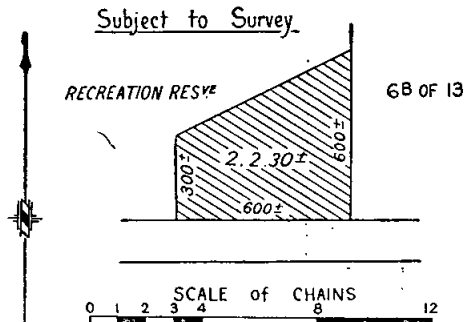 Subject to Survey
RECREATION RESVE
6B OF 13
300±
2.2.30±
600±
600±
SCALE of CHAINS
0 1 2 3 4 8 12